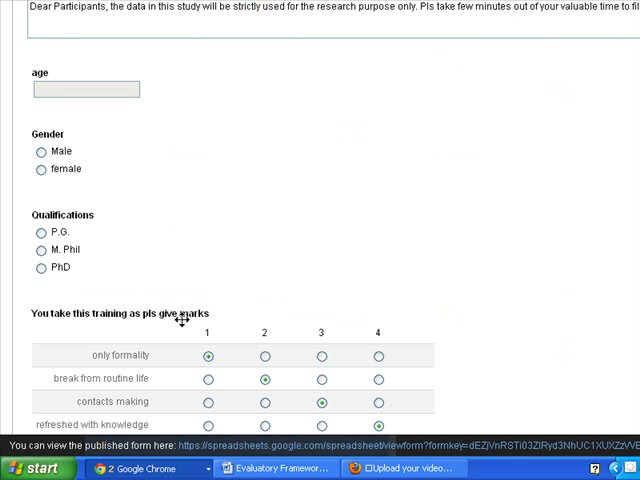 Dear Participants, the data in this study will be strictly used for the research purpose only. Pls take few minutes out of your valuable time to fil
age
Gender
Male
female
Qualifications
P.G.
M. Phil
PhD
You take this training as pls give marks
1 2 3 4
only formality
break from routine life
contacts making
refreshed with knowledge
You can view the published form here: https://spreadsheets.google.com/spreadsheet/viewform?
start
2 Google Chrome
Evaluatory Framewor...
Upload your video...